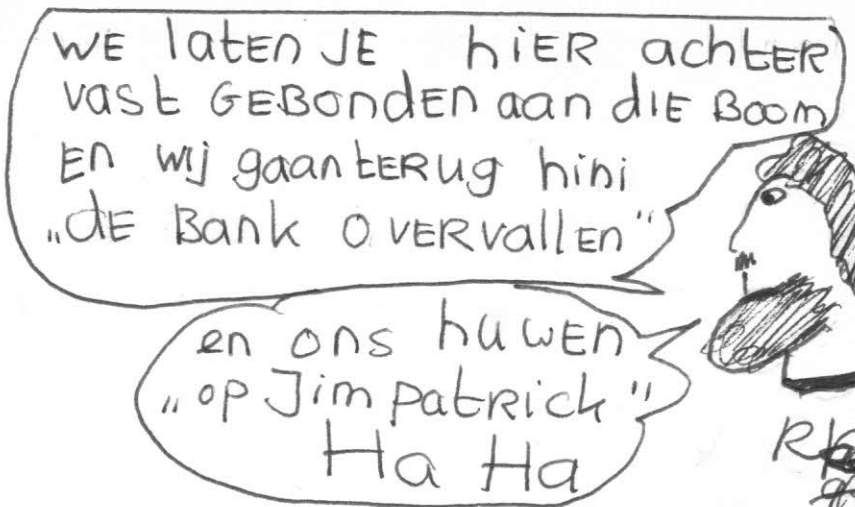 WE laten JE hiER achtER
vast GEBOndEN aan diE Boom
En wij gaan tERug hihi
„dE Bank OVERvallEN"
en ons huwEn
„op Jim patRick"
Ha Ha